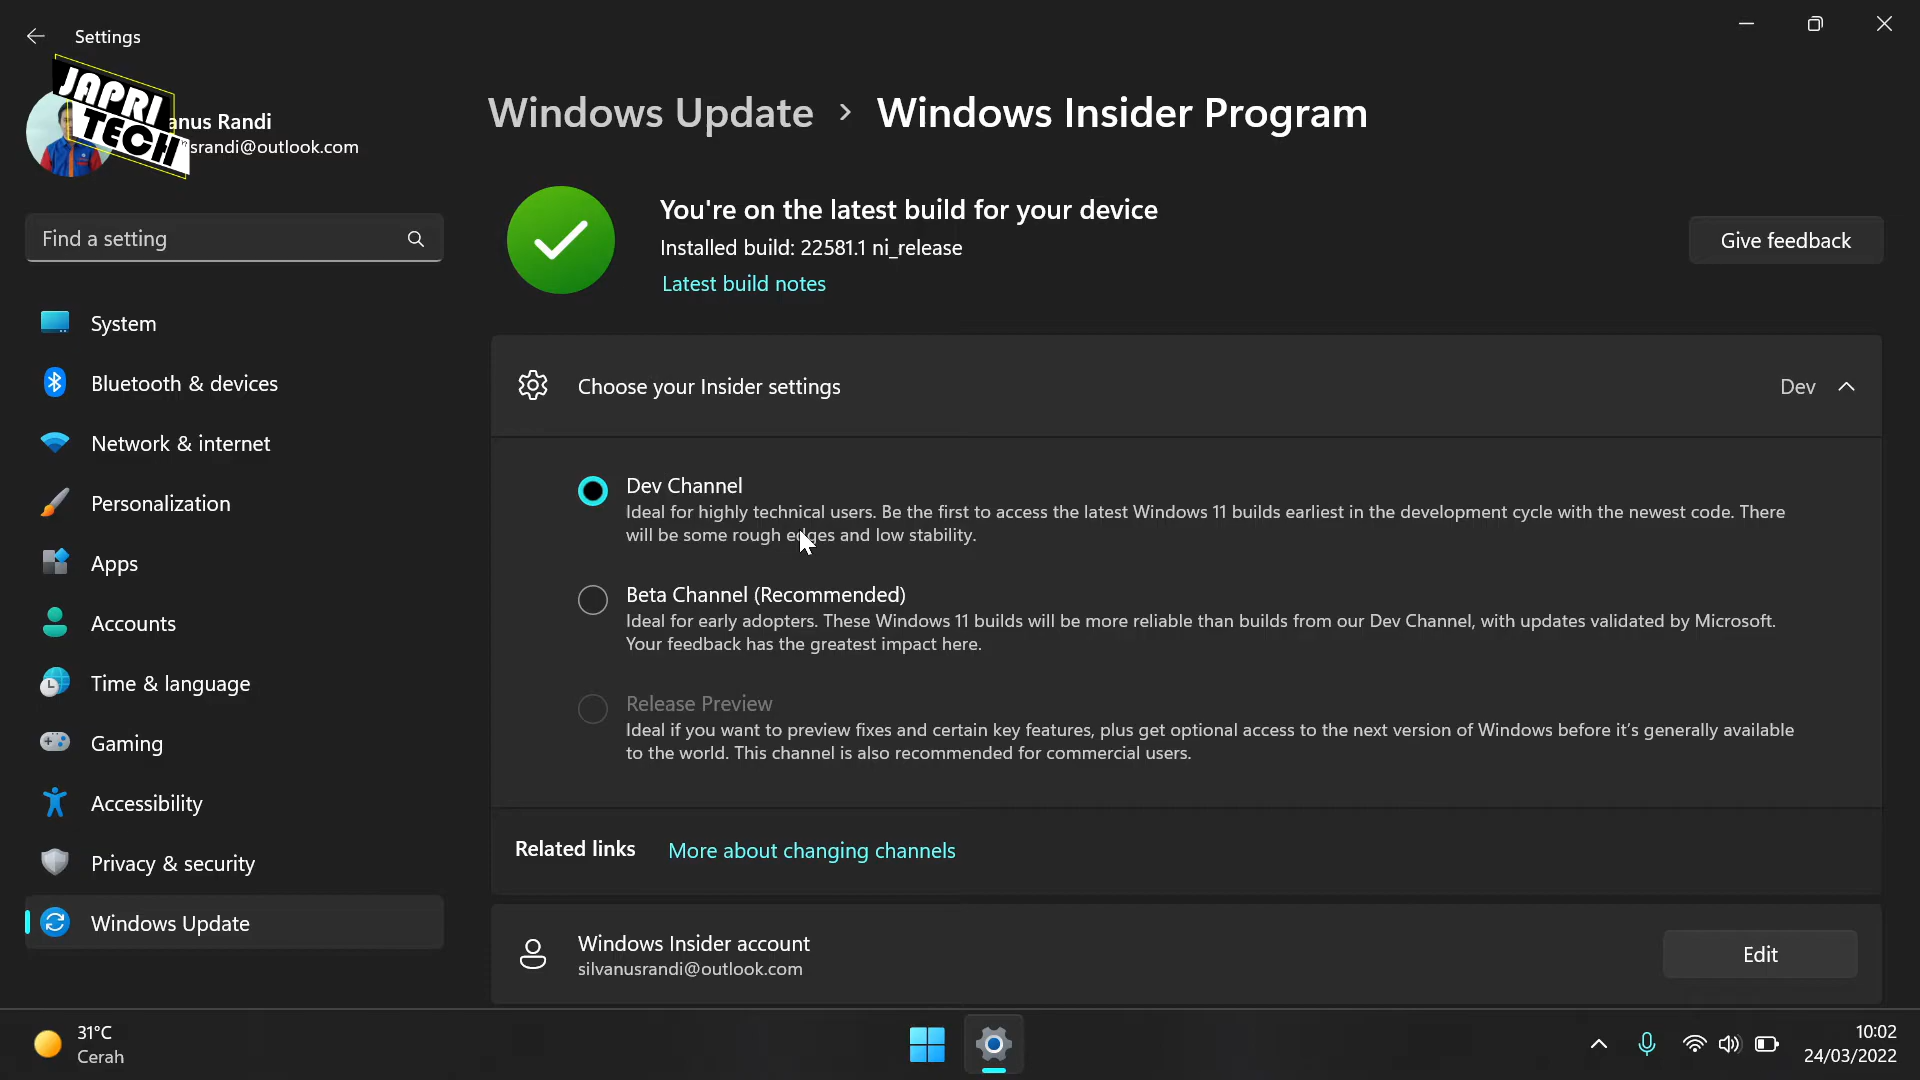 Settings
JAPRI
TECH
anus Randi
srandi@outlook.com
Find a setting
System
Bluetooth & devices
Network & internet
Personalization
Apps
Accounts
Time & language
Gaming
Accessibility
Privacy & security
Windows Update
Windows Update > Windows Insider Program
You're on the latest build for your device
Installed build: 22581.1 ni_release
Latest build notes
Give feedback
Choose your Insider settings
Dev
Dev Channel
Ideal for highly technical users. Be the first to access the latest Windows 11 builds earliest in the development cycle with the newest code. There
will be some rough edges and low stability.
Beta Channel (Recommended)
Ideal for early adopters. These Windows 11 builds will be more reliable than builds from our Dev Channel, with updates validated by Microsoft.
Your feedback has the greatest impact here.
Release Preview
Ideal if you want to preview fixes and certain key features, plus get optional access to the next version of Windows before it’s generally available
to the world. This channel is also recommended for commercial users.
Related links
More about changing channels
Windows Insider account
silvanusrandi@outlook.com
Edit
31°C
Cerah
10:02
24/03/2022